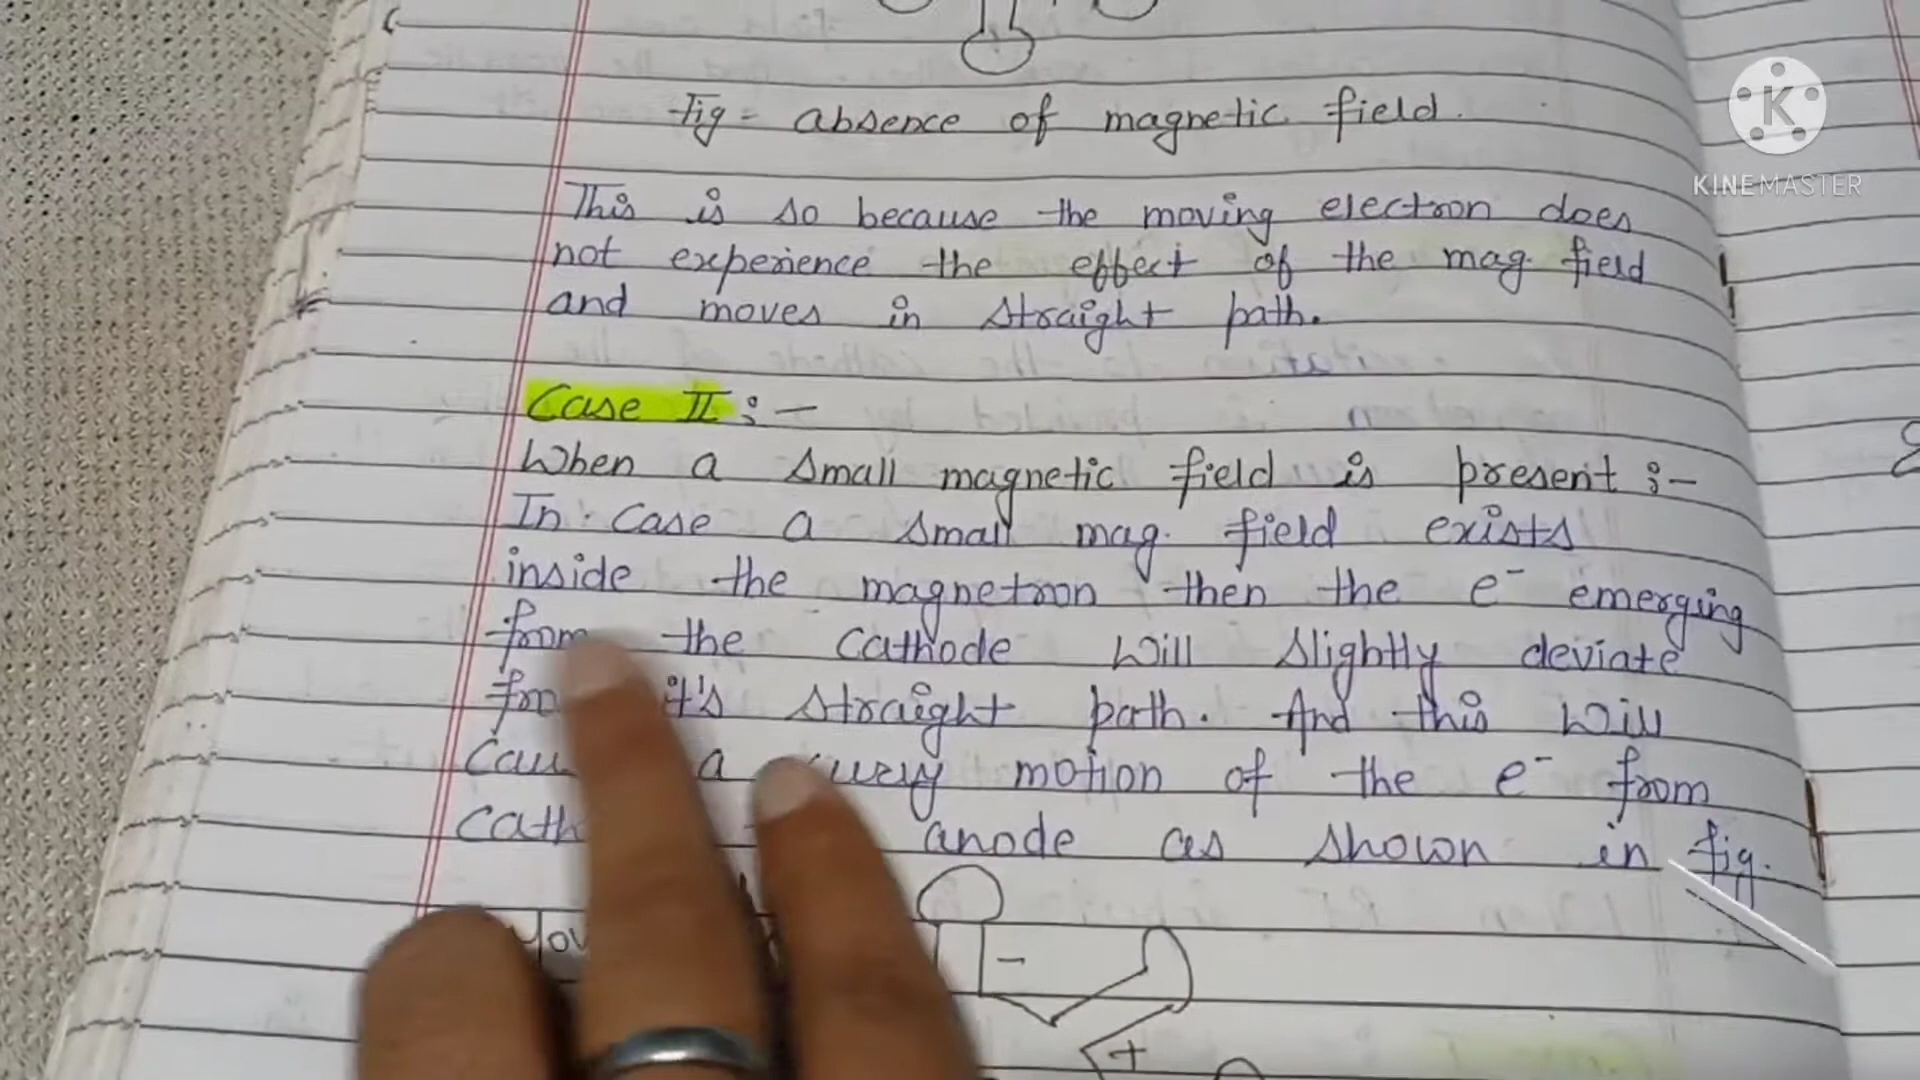 Fig = absence of magnetic field.
This is so because the moving electron does
not experience the effect of the mag. field
and moves in straight path.
Case II :-
When a small magnetic field is present :-
In case a small mag. field exists
inside the magnetron then the e⁻ emerging
from the cathode will slightly deviate
it's straight path. And this will
a motion of the e⁻ from
anode as shown in fig.
-
+
K
KINEMASTER